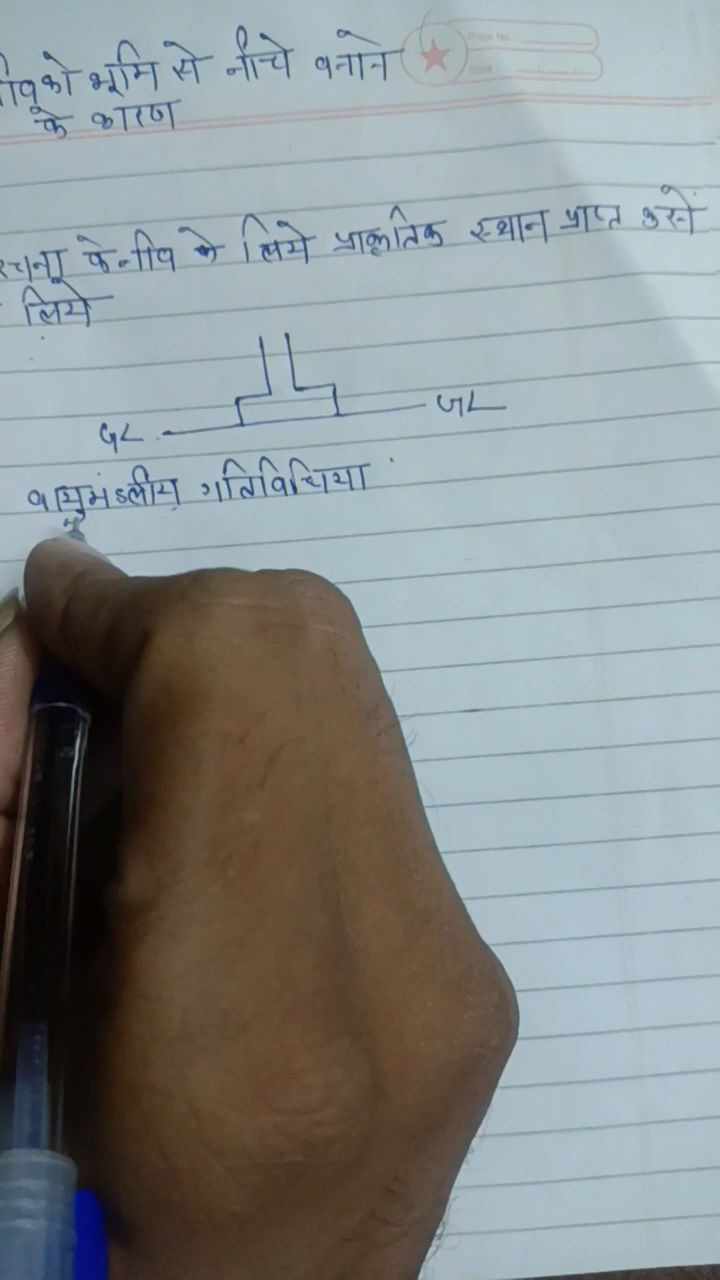 नीव को भूमि से नीचे बनाने
के कारण
रचना के नीव के लिये प्राकृतिक स्थान प्राप्त करने
लिये
GL GL
वायुमंडलीय गतिविधिया